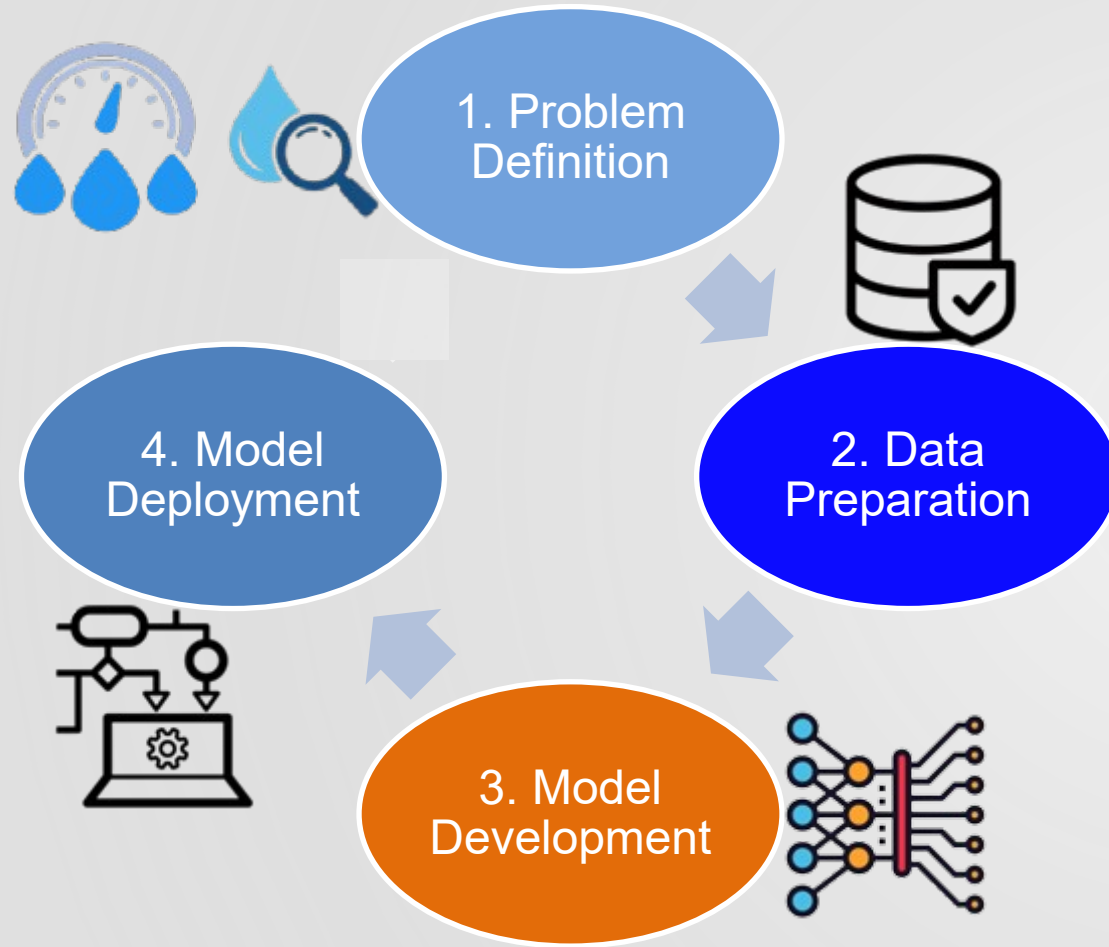 1. Problem
Definition
2. Data
Preparation
3. Model
Development
4. Model
Deployment